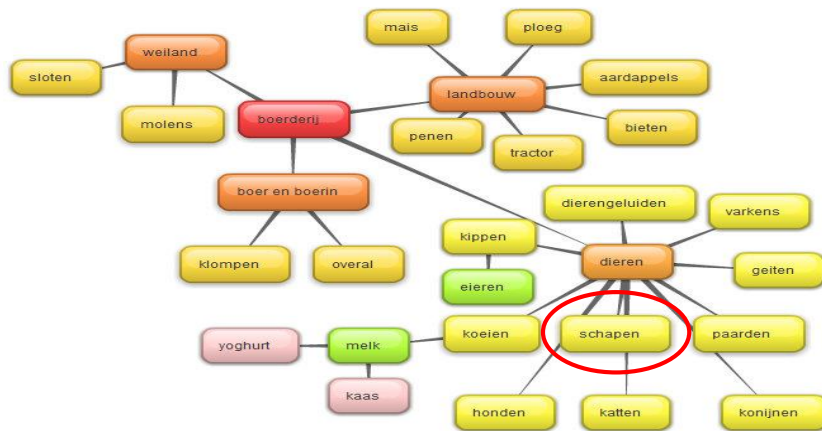 mais
ploeg
weiland
sloten
aardappels
landbouw
molens
boerderij
penen
bieten
tractor
boer en boerin
dierengeluiden
varkens
kippen
klompen
overal
dieren
geiten
eieren
yoghurt
melk
koeien
schapen
paarden
kaas
honden
katten
konijnen